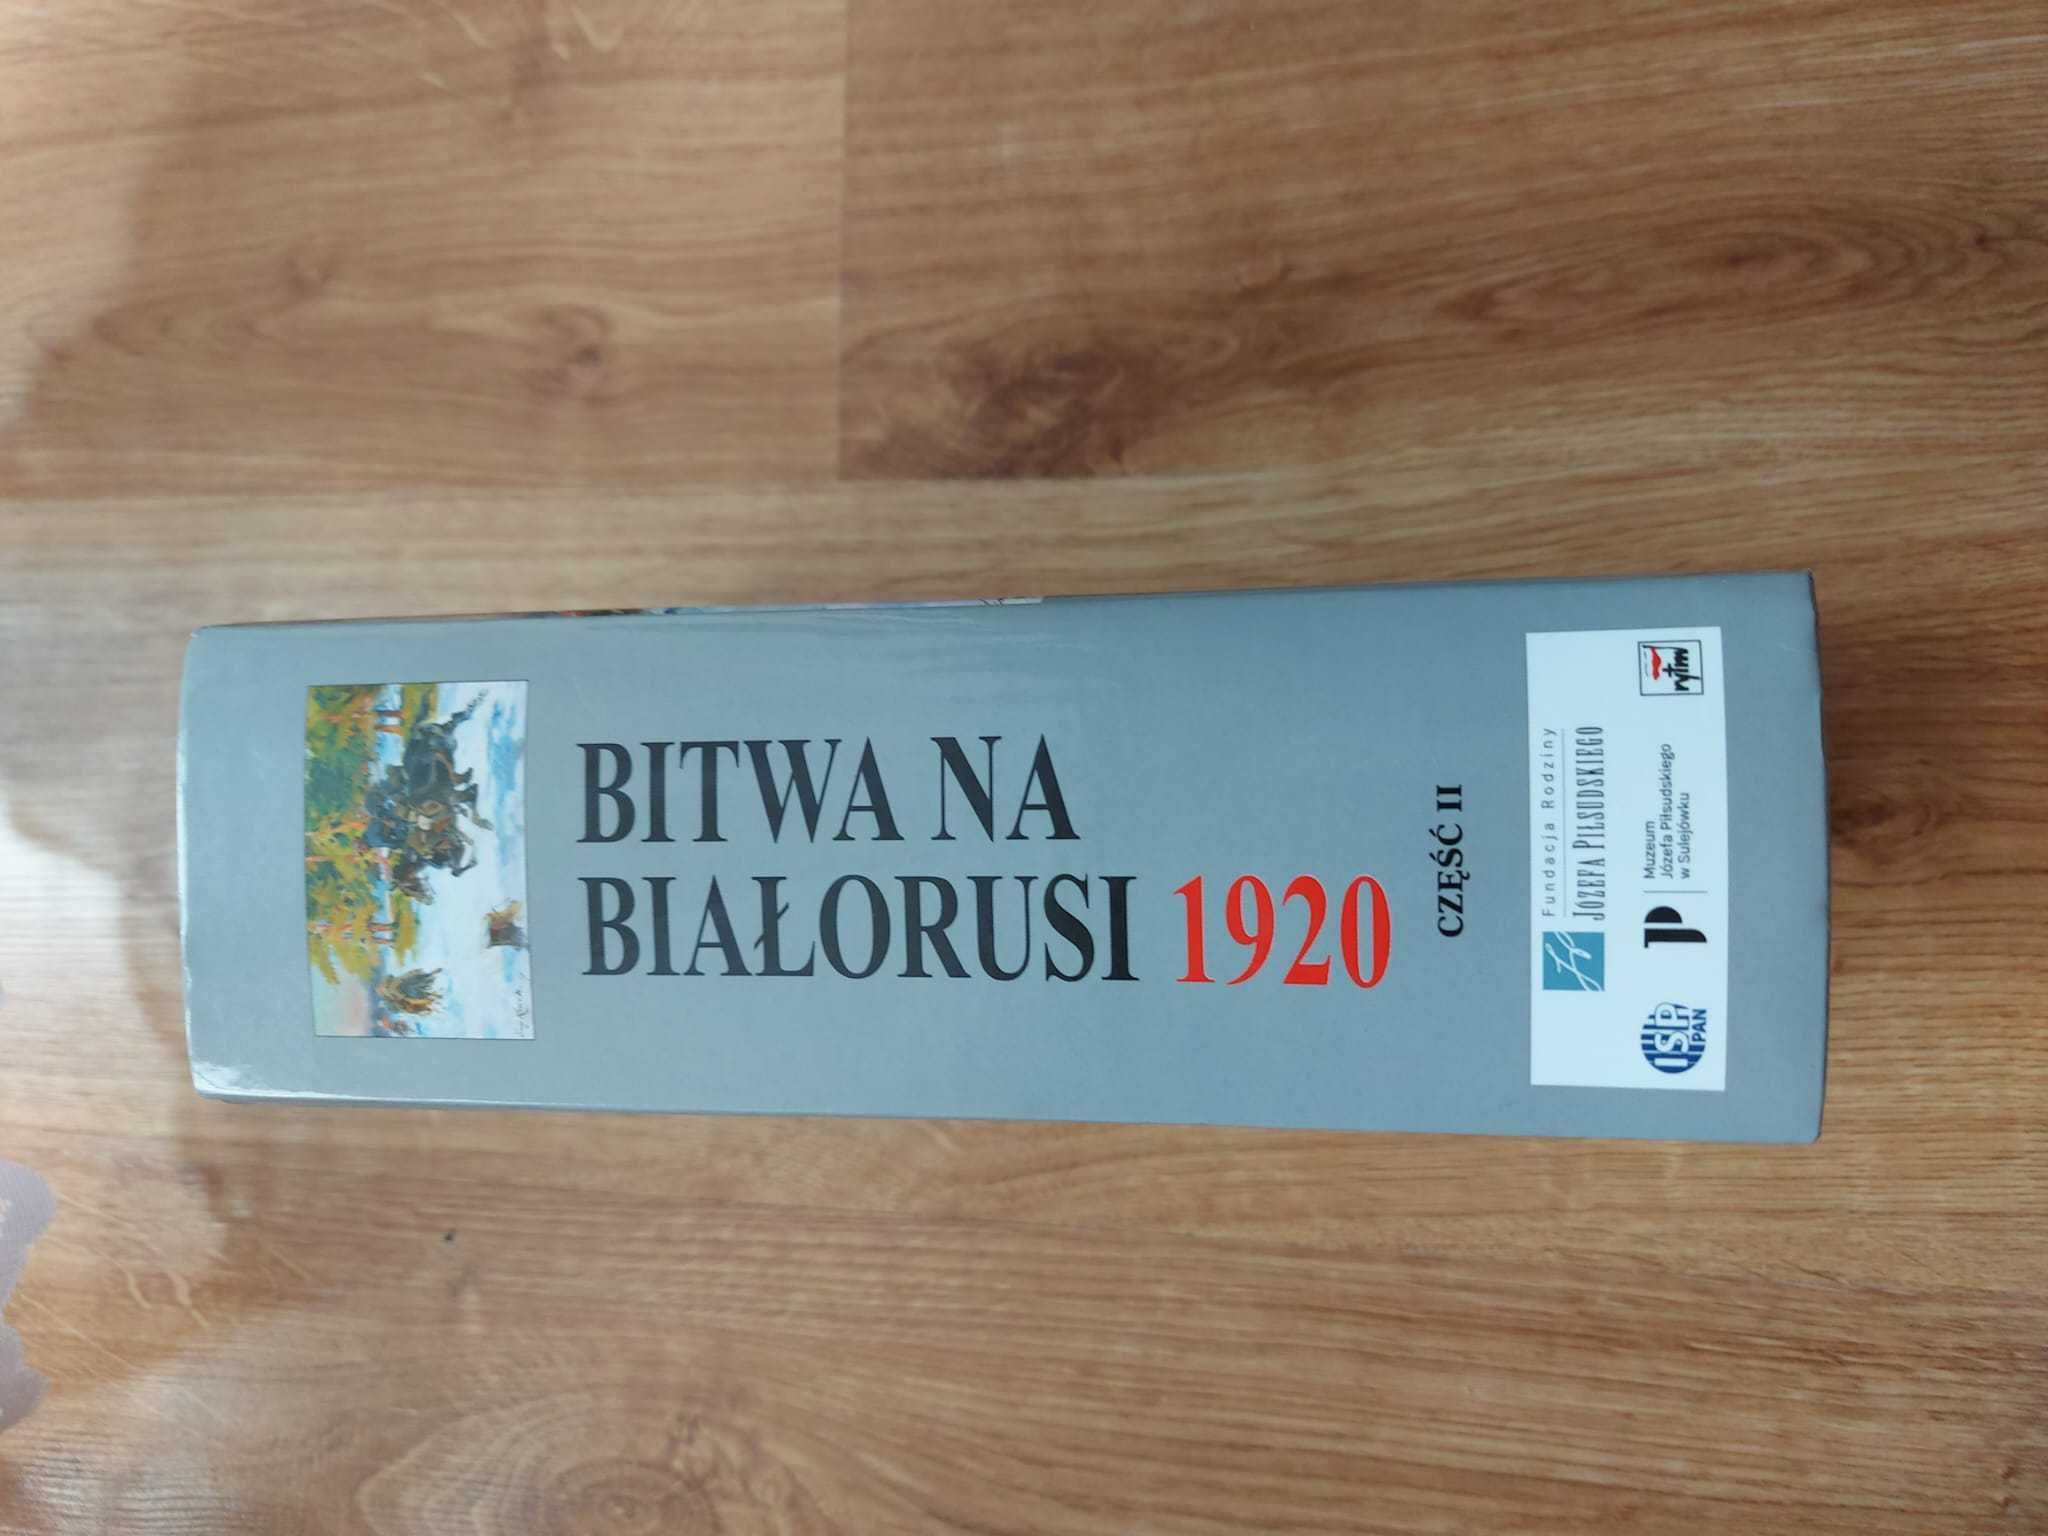 BITWA NA
BIAŁORUSI 1920
CZĘŚĆ II
Fundacja Rodziny
JÓZEFA PIŁSUDSKIEGO
ISP
PAN
Muzeum
Józefa Piłsudskiego
w Sulejówku
rytm